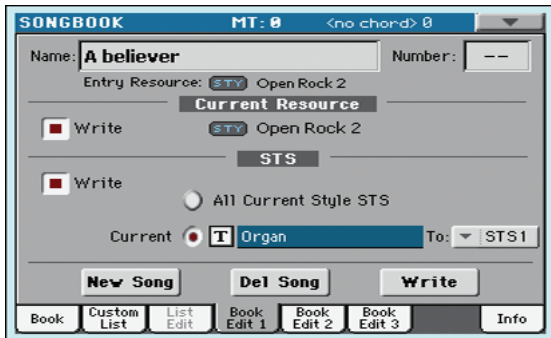 SONGBOOK MT: 0 <no chord> 0
Name: A believer Number: --
Entry Resource: STY Open Rock 2
Current Resource
Write STY Open Rock 2
STS
Write
All Current Style STS
Current T Organ To: STS1
New Song Del Song Write
Book Custom List List Edit Book Edit 1 Book Edit 2 Book Edit 3 Info